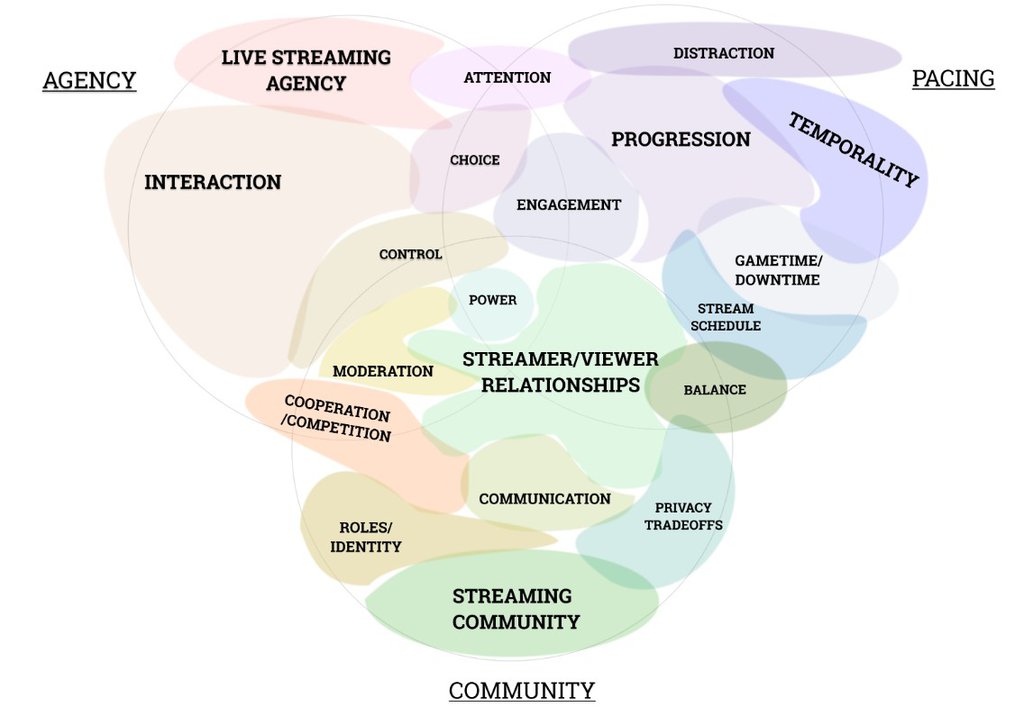 LIVE STREAMING
AGENCY
ATTENTION
DISTRACTION
AGENCY
PACING
PROGRESSION
TEMPORALITY
CHOICE
INTERACTION
ENGAGEMENT
CONTROL
GAMETIME/
DOWNTIME
POWER
STREAM
SCHEDULE
STREAMER/VIEWER
RELATIONSHIPS
MODERATION
BALANCE
COOPERATION
/COMPETITION
COMMUNICATION
PRIVACY
TRADEOFFS
ROLES/
IDENTITY
STREAMING
COMMUNITY
COMMUNITY